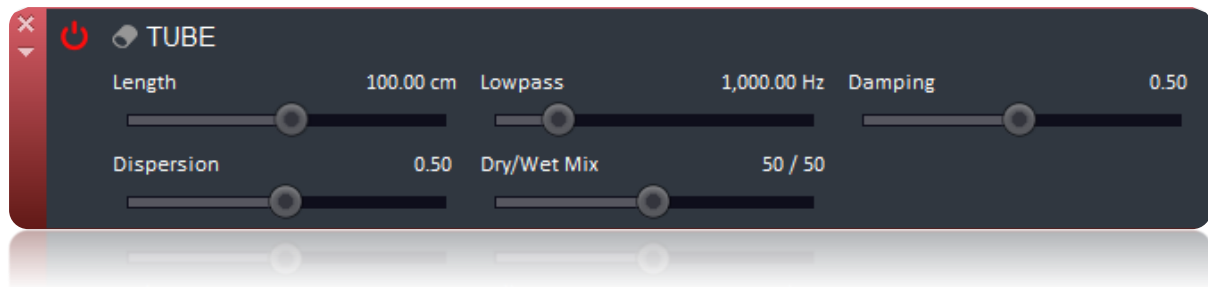 TUBE
Length 100.00 cm Lowpass 1,000.00 Hz Damping 0.50
Dispersion 0.50 Dry/Wet Mix 50 / 50